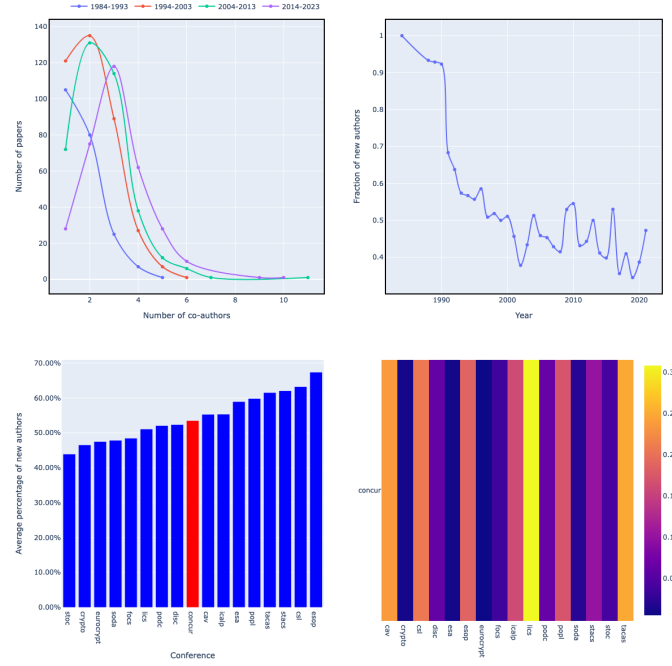 1984-1993 1994-2003 2004-2013 2014-2023
140
120
100
80
60
40
20
0
Number of papers
2 4 6 8 10
Number of co-authors
1
0.9
0.8
0.7
0.6
0.5
0.4
Fraction of new authors
1990 2000 2010 2020
Year
70.00%
60.00%
50.00%
40.00%
30.00%
20.00%
10.00%
0.00%
Average percentage of new authors
stoc crypto eurocrypt soda focs lics podc disc concur cav icalp esa popl tacas stacs csl esop
Conference
concur
cav crypto csl disc esa esop eurocrypt focs icalp lics podc popl soda stacs stoc tacas